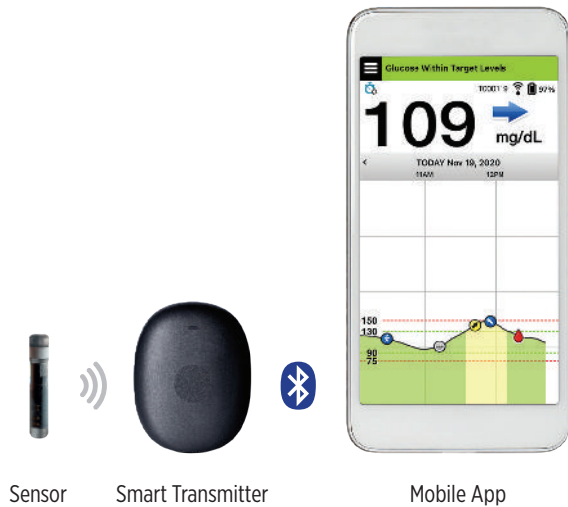 Glucose Within Target Levels
97%
109
mg/dL
TODAY Nov 19, 2020
11AM 12PM
150
130
90
75
Sensor Smart Transmitter Mobile App